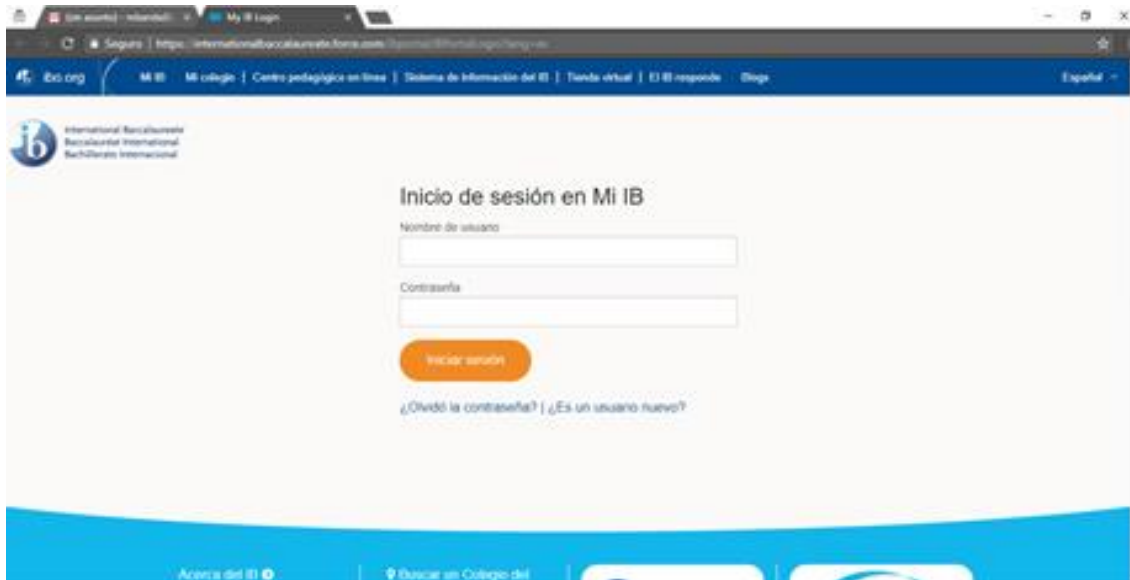 My IB Login
Seguro | https://internationalbaccalaureate.force.com
ibo.org
Mi IB
Mi colegio | Centro pedagógico en línea | Sistema de información del IB | Tienda virtual | El IB responde
Blogs
Español
ib
International Baccalaureate
Baccalauréat International
Bachillerato Internacional
Inicio de sesión en Mi IB
Nombre de usuario
Contraseña
Iniciar sesión
¿Olvidó la contraseña? | ¿Es un usuario nuevo?
Acerca del IB
Buscar un Colegio del